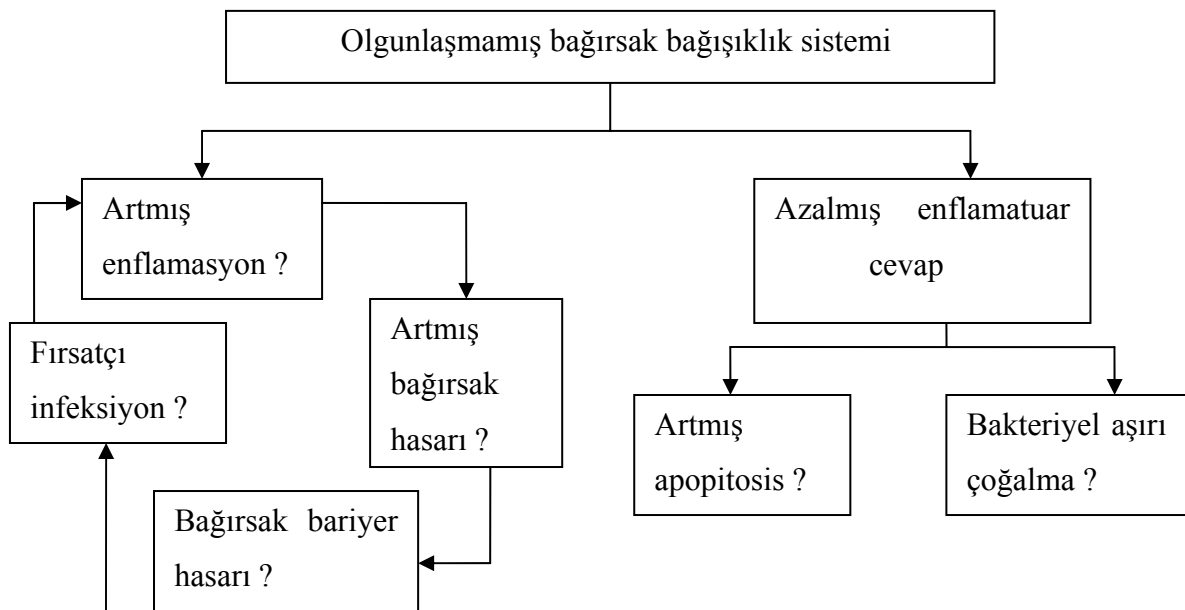 Olgunlaşmamış bağırsak bağışıklık sistemi
Artmış
enflamasyon ?
Azalmış enflamatuar
cevap
Fırsatçı
infeksiyon ?
Artmış
bağırsak
hasarı ?
Artmış
apopitosis ?
Bakteriyel aşırı
çoğalma ?
Bağırsak bariyer
hasarı ?